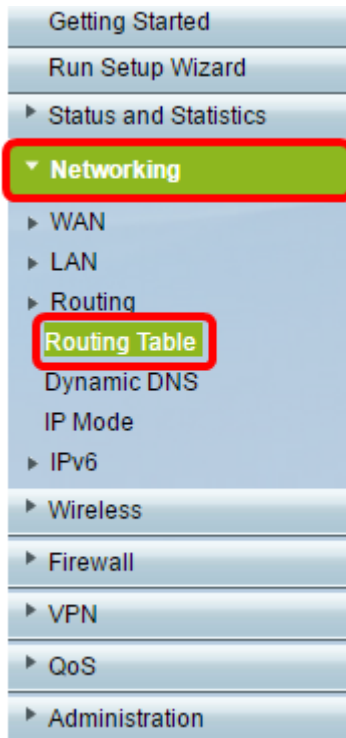 Getting Started
Run Setup Wizard
Status and Statistics
Networking
WAN
LAN
Routing
Routing Table
Dynamic DNS
IP Mode
IPv6
Wireless
Firewall
VPN
QoS
Administration